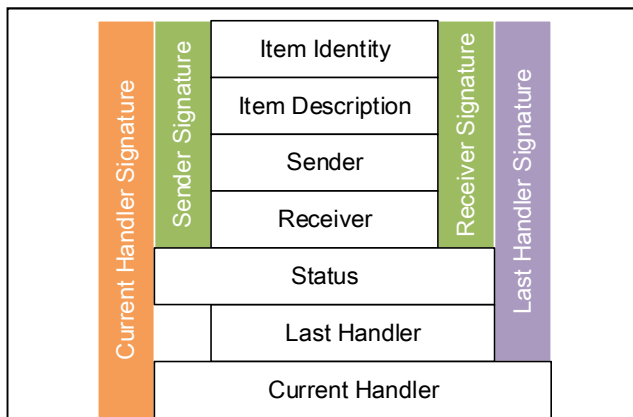 Current Handler Signature
Sender Signature
Item Identity
Item Description
Sender
Receiver
Receiver Signature
Last Handler Signature
Status
Last Handler
Current Handler